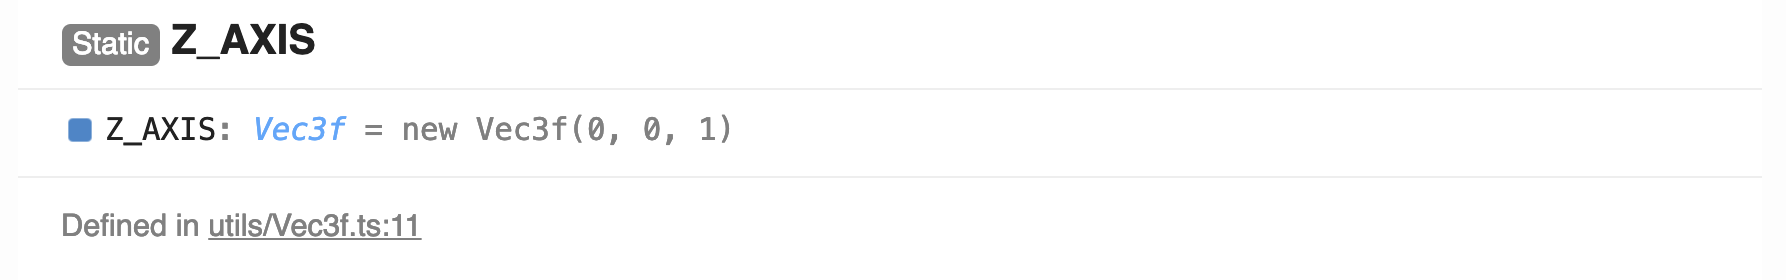 Static Z_AXIS
Z_AXIS: Vec3f = new Vec3f(0, 0, 1)
Defined in utils/Vec3f.ts:11